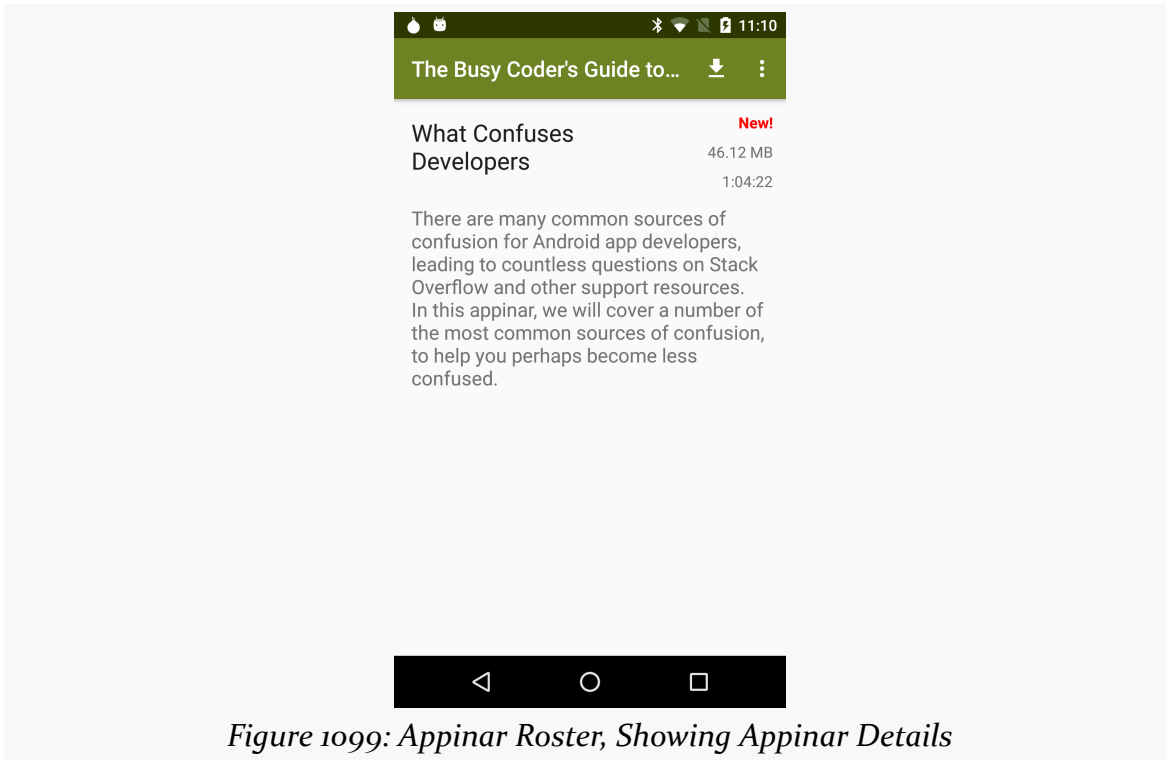 11:10
The Busy Coder's Guide to…
What Confuses
Developers
New!
46.12 MB
1:04:22
There are many common sources of
confusion for Android app developers,
leading to countless questions on Stack
Overflow and other support resources.
In this appinar, we will cover a number of
the most common sources of confusion,
to help you perhaps become less
confused.
Figure 1099: Appinar Roster, Showing Appinar Details